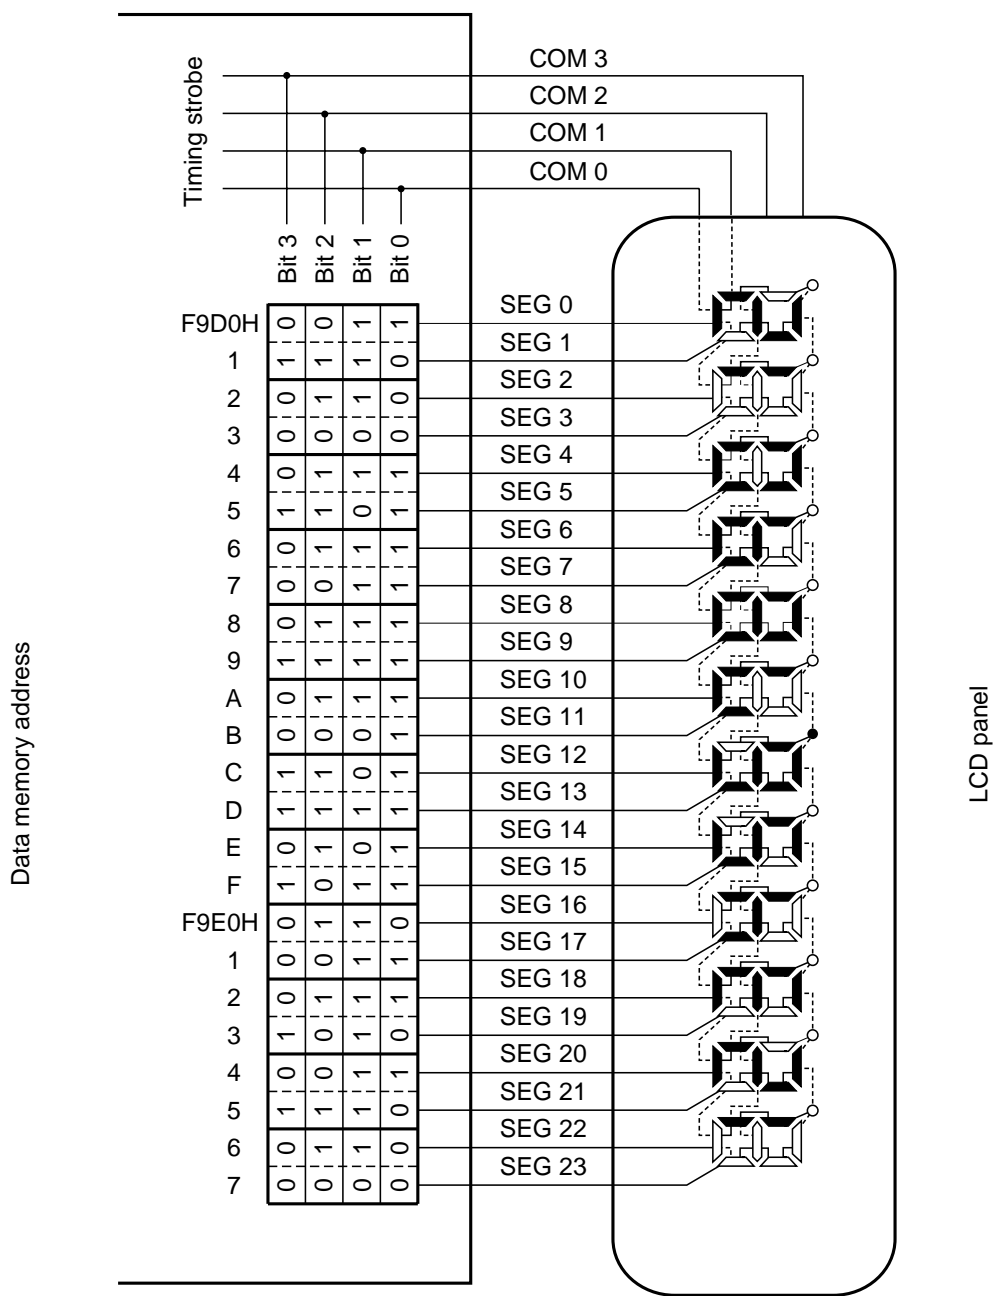 COM 3
COM 2
COM 1
COM 0
Timing strobe
Bit 3 Bit 2 Bit 1 Bit 0
F9D0H 0 0 1 1 SEG 0
1 1 1 1 0 SEG 1
2 0 1 1 0 SEG 2
3 0 0 0 0 SEG 3
4 0 1 1 1 SEG 4
5 1 1 0 1 SEG 5
6 0 1 1 1 SEG 6
7 0 0 1 1 SEG 7
8 0 1 1 1 SEG 8
9 1 1 1 1 SEG 9
A 0 1 1 1 SEG 10
B 0 0 0 1 SEG 11
C 1 1 0 1 SEG 12
D 1 1 1 1 SEG 13
E 0 1 0 1 SEG 14
F 1 0 1 1 SEG 15
F9E0H 0 1 1 0 SEG 16
1 0 0 1 1 SEG 17
2 0 1 1 1 SEG 18
3 1 0 1 0 SEG 19
4 0 0 1 1 SEG 20
5 1 1 1 0 SEG 21
6 0 1 1 0 SEG 22
7 0 0 0 0 SEG 23
Data memory address
LCD panel